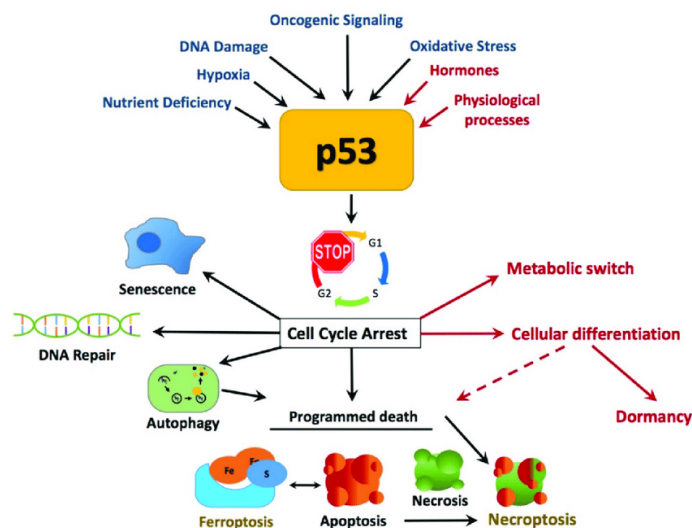 Oncogenic Signaling
DNA Damage
Oxidative Stress
Hypoxia
Hormones
Nutrient Deficiency
Physiological
processes
p53
STOP
G1
S
G2
Senescence
Metabolic switch
Cell Cycle Arrest
Cellular differentiation
DNA Repair
Autophagy
Programmed death
Dormancy
Fe
Fe
S
Necrosis
Ferroptosis
Apoptosis
Necroptosis